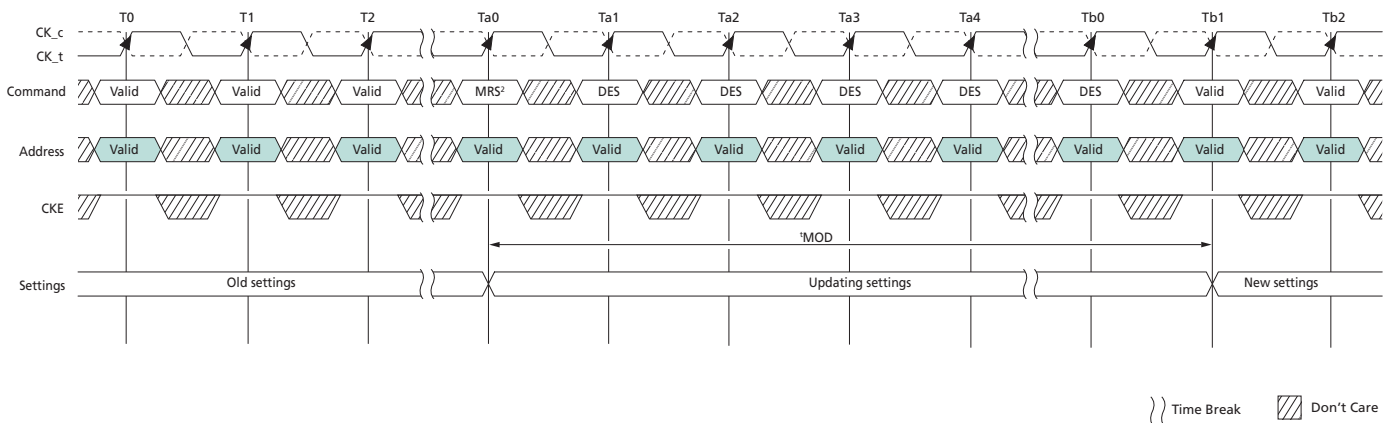 T0 T1 T2 Ta0 Ta1 Ta2 Ta3 Ta4 Tb0 Tb1 Tb2
CK_c
CK_t
Command Valid Valid Valid MRS² DES DES DES DES DES Valid Valid
Address Valid Valid Valid Valid Valid Valid Valid Valid Valid Valid Valid
CKE
tMOD
Settings Old settings Updating settings New settings
Time Break Don't Care